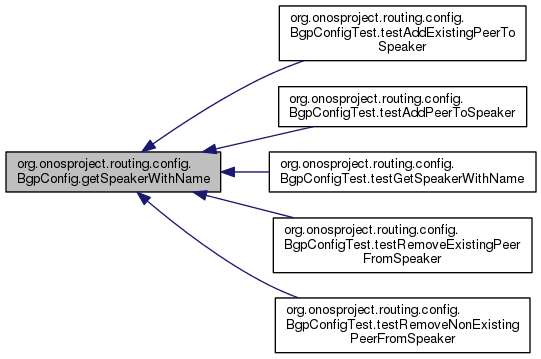 org.onosproject.routing.config.
BgpConfigTest.testAddExistingPeerTo
Speaker
org.onosproject.routing.config.
BgpConfigTest.testAddPeerToSpeaker
org.onosproject.routing.config.
BgpConfig.getSpeakerWithName
org.onosproject.routing.config.
BgpConfigTest.testGetSpeakerWithName
org.onosproject.routing.config.
BgpConfigTest.testRemoveExistingPeer
FromSpeaker
org.onosproject.routing.config.
BgpConfigTest.testRemoveNonExisting
PeerFromSpeaker